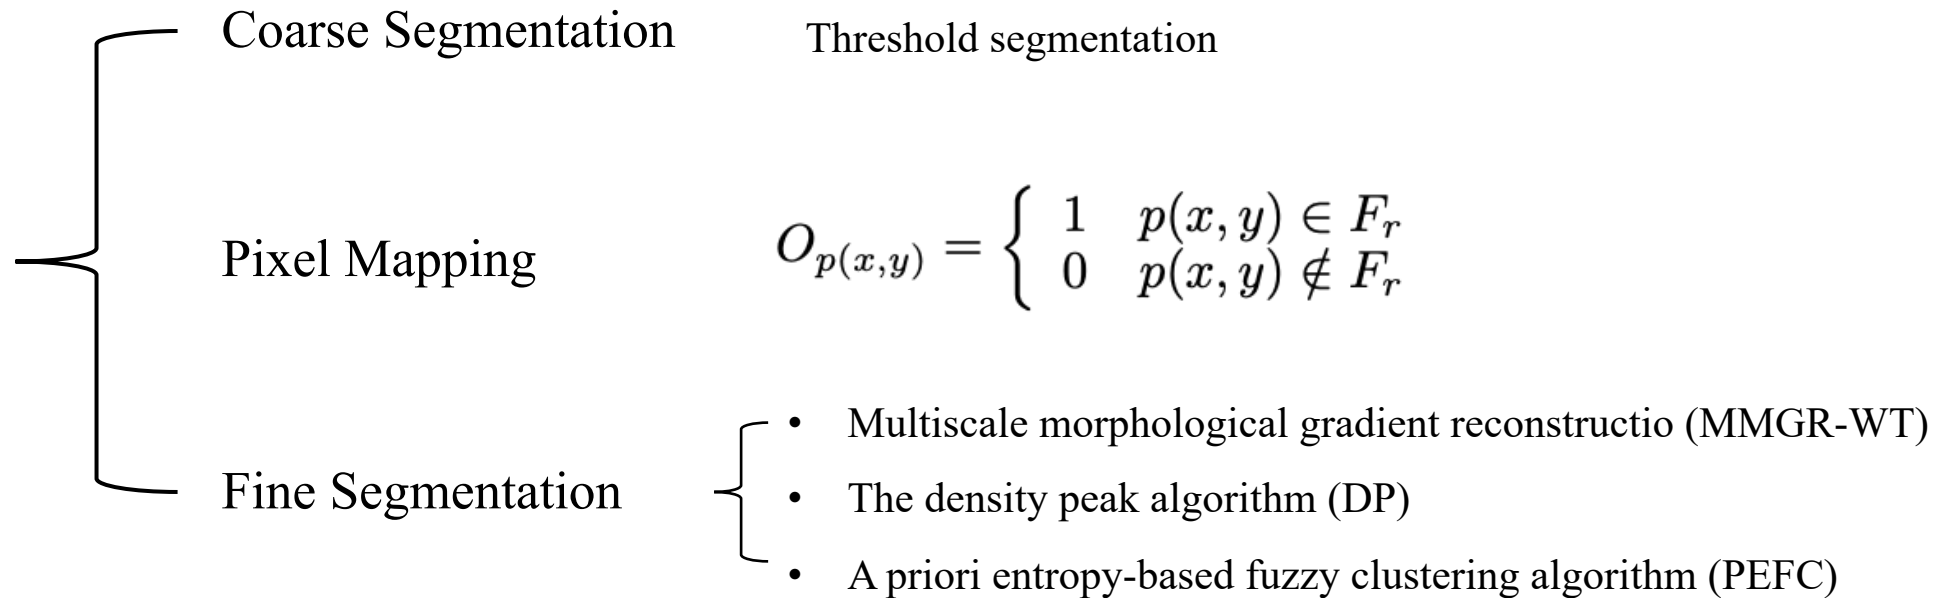 Coarse Segmentation Threshold segmentation
Pixel Mapping O_{p(x,y)} = { 1 p(x, y) ∈ F_r
0 p(x, y) ∉ F_r
Fine Segmentation
• Multiscale morphological gradient reconstructio (MMGR-WT)
• The density peak algorithm (DP)
• A priori entropy-based fuzzy clustering algorithm (PEFC)